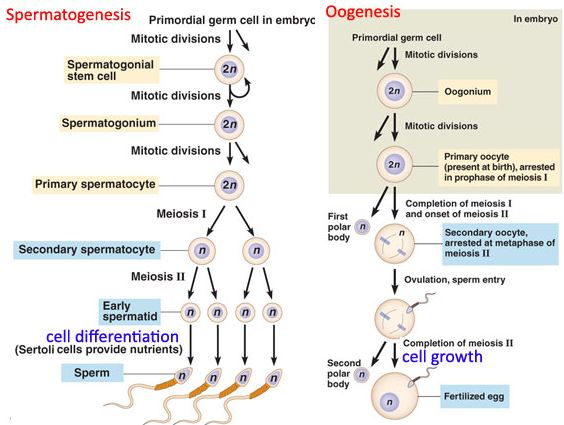 Spermatogenesis
Primordial germ cell in embryo
Mitotic divisions
Spermatogonial
stem cell
2n
Mitotic divisions
Spermatogonium
2n
Mitotic divisions
Primary spermatocyte
2n
Meiosis I
Secondary spermatocyte
n
n
Meiosis II
Early
spermatid
n
n
n
n
cell differentiation
(Sertoli cells provide nutrients)
Sperm
n
n
n
n
Oogenesis
In embryo
Primordial germ cell
Mitotic divisions
2n
Oogonium
Mitotic divisions
2n
Primary oocyte
(present at birth), arrested
in prophase of meiosis I
Completion of meiosis I
and onset of meiosis II
First
polar
body
n
n
Secondary oocyte,
arrested at metaphase of
meiosis II
Ovulation, sperm entry
Completion of meiosis II
cell growth
Second
polar
body
n
n
Fertilized egg